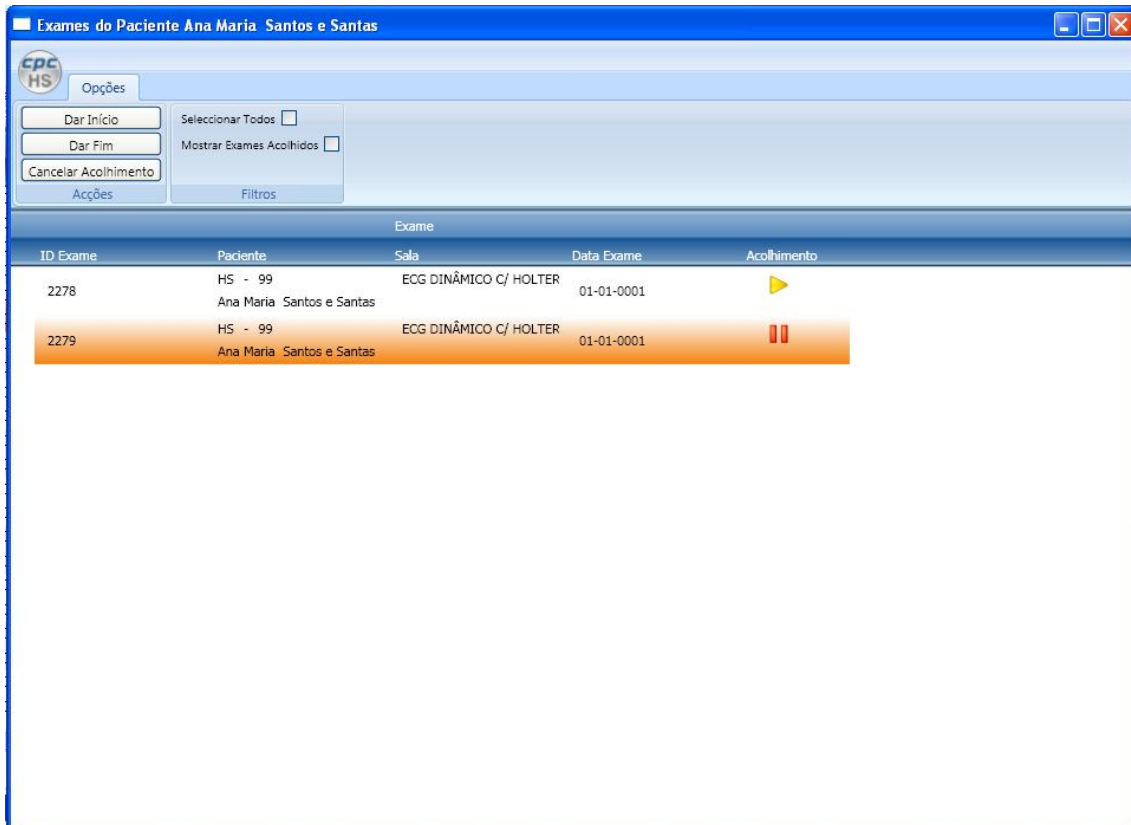 Exames do Paciente Ana Maria Santos e Santas
cpc
HS
Opções
Dar Início
Dar Fim
Cancelar Acolhimento
Acções
Seleccionar Todos
Mostrar Exames Acolhidos
Filtros
Exame
ID Exame Paciente Sala Data Exame Acolhimento
HS - 99 ECG DINÂMICO C/ HOLTER
2278 01-01-0001
Ana Maria Santos e Santas
HS - 99 ECG DINÂMICO C/ HOLTER
2279 01-01-0001
Ana Maria Santos e Santas